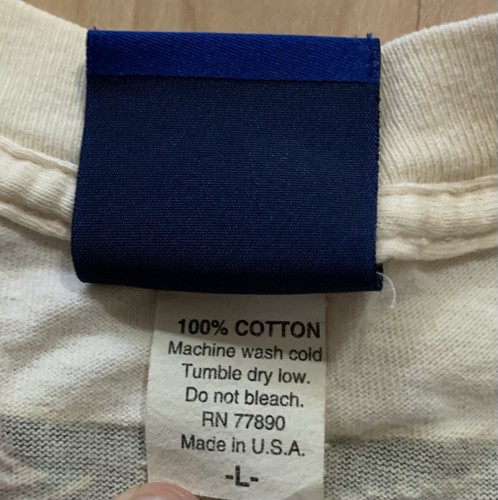 100% COTTON
Machine wash cold.
Tumble dry low.
Do not bleach.
RN 77890
Made in U.S.A.
-L-